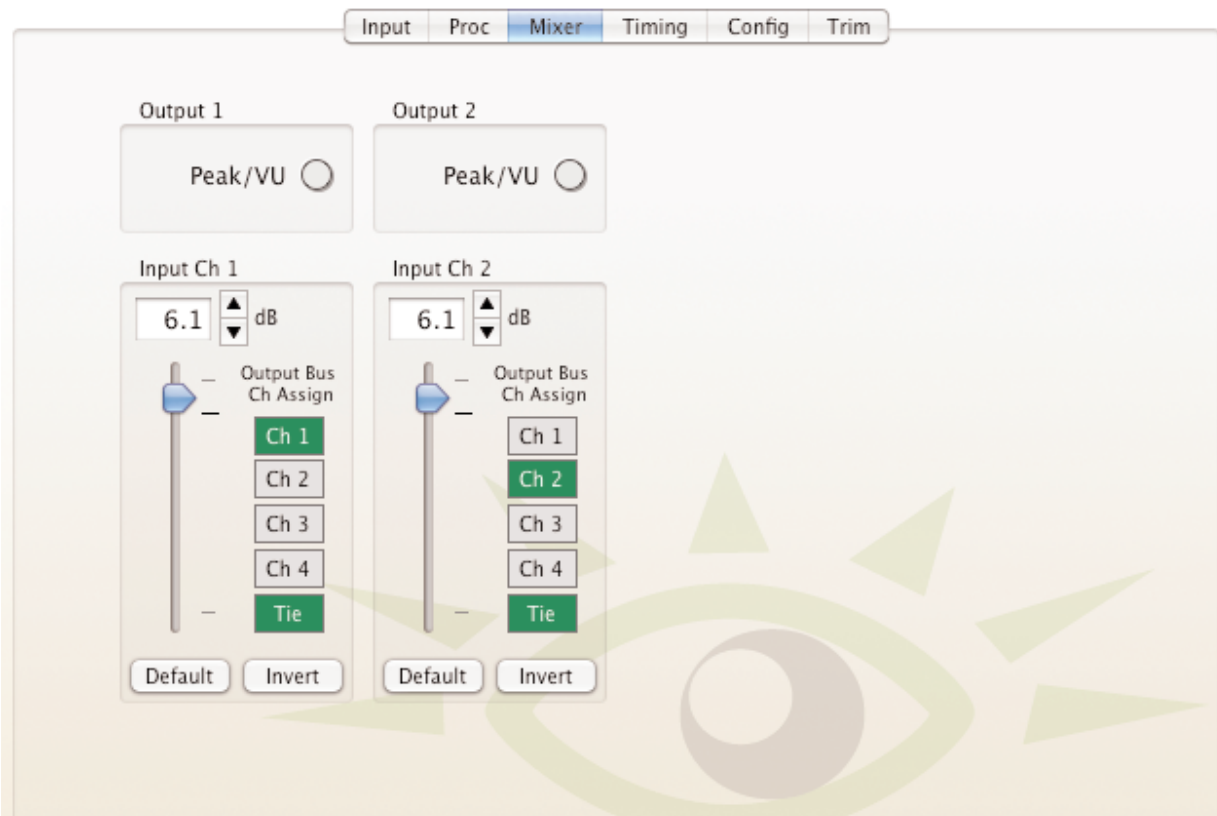 Input Proc Mixer Timing Config Trim
Output 1 Output 2
Peak/VU Peak/VU
Input Ch 1 Input Ch 2
6.1 dB 6.1 dB
Output Bus Output Bus
Ch Assign Ch Assign
Ch 1 Ch 1
Ch 2 Ch 2
Ch 3 Ch 3
Ch 4 Ch 4
Tie Tie
Default Invert Default Invert